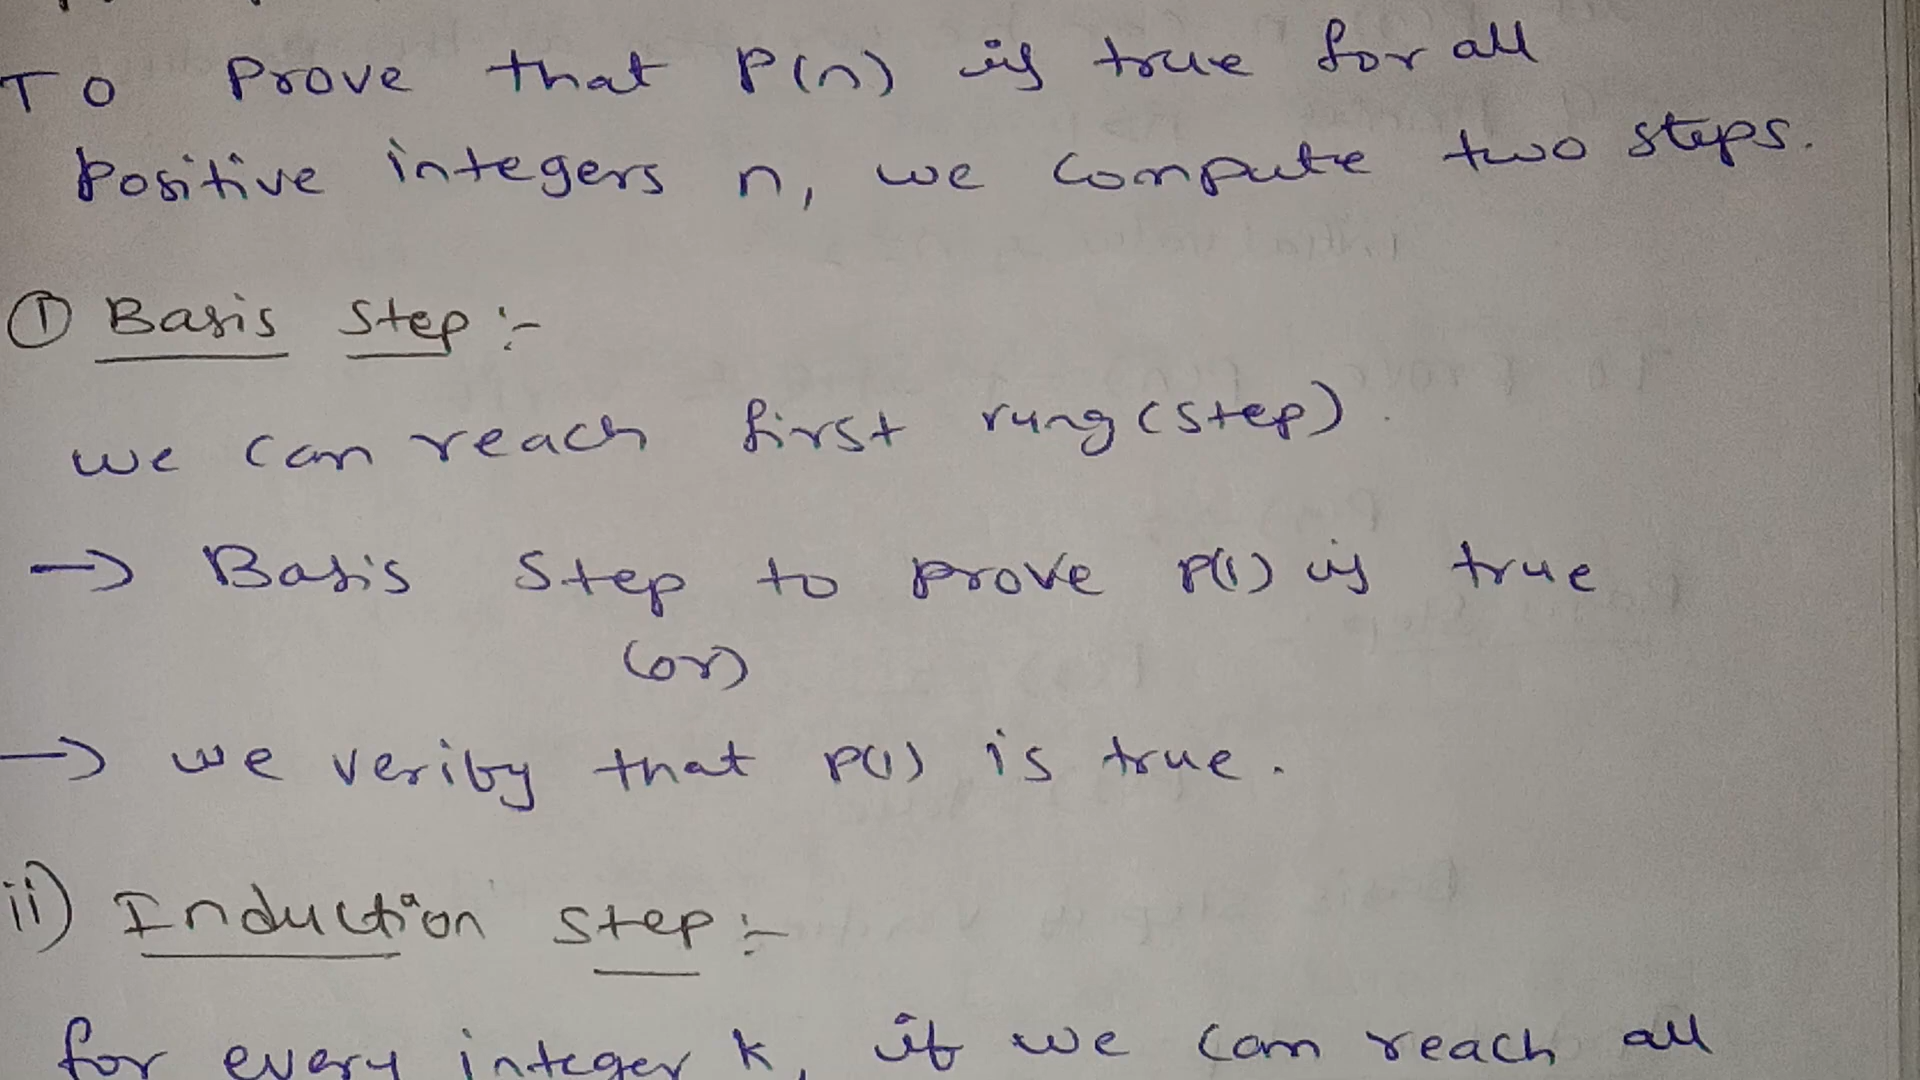 To Prove that P(n) is true for all
Positive integers n, we compute two steps.
① Basis Step :-
we can reach first rung (step).
→ Basis Step to prove P(1) is true
(or)
→ we verify that P(1) is true.
ii) Induction step :-
for every integer k, if we can reach all